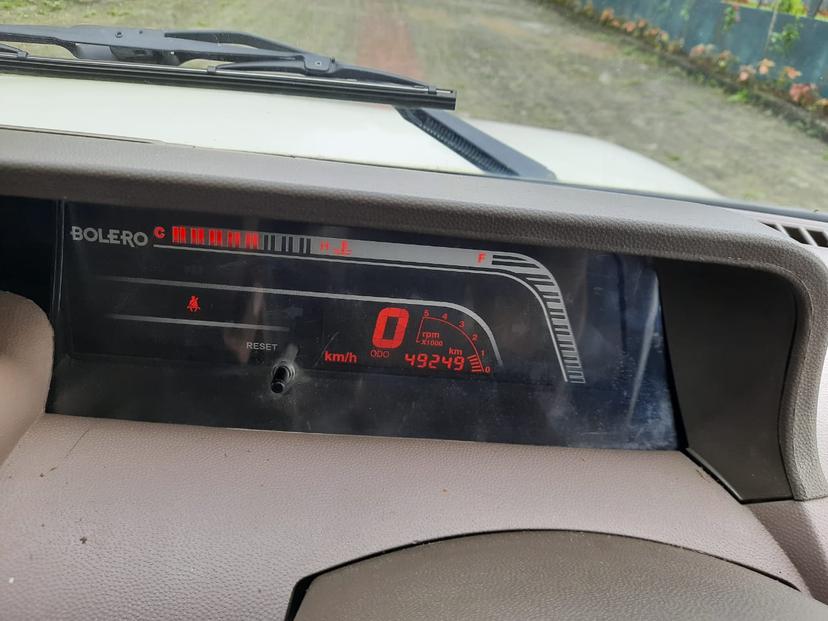 BOLERO C H F
5 4 3 2 1 0
rpm
X1000
RESET
km/h 0
ODO 49249 km